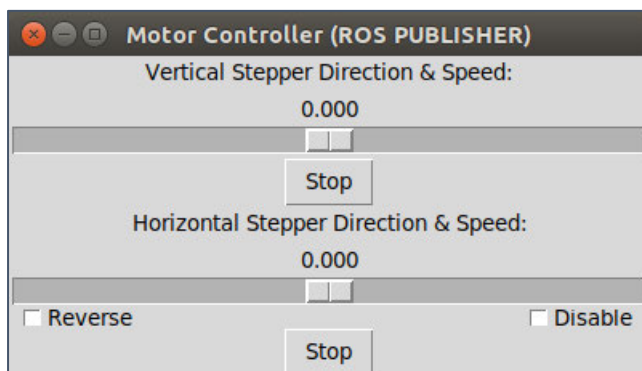 Motor Controller (ROS PUBLISHER)
Vertical Stepper Direction & Speed:
0.000
Stop
Horizontal Stepper Direction & Speed:
0.000
Reverse Disable
Stop